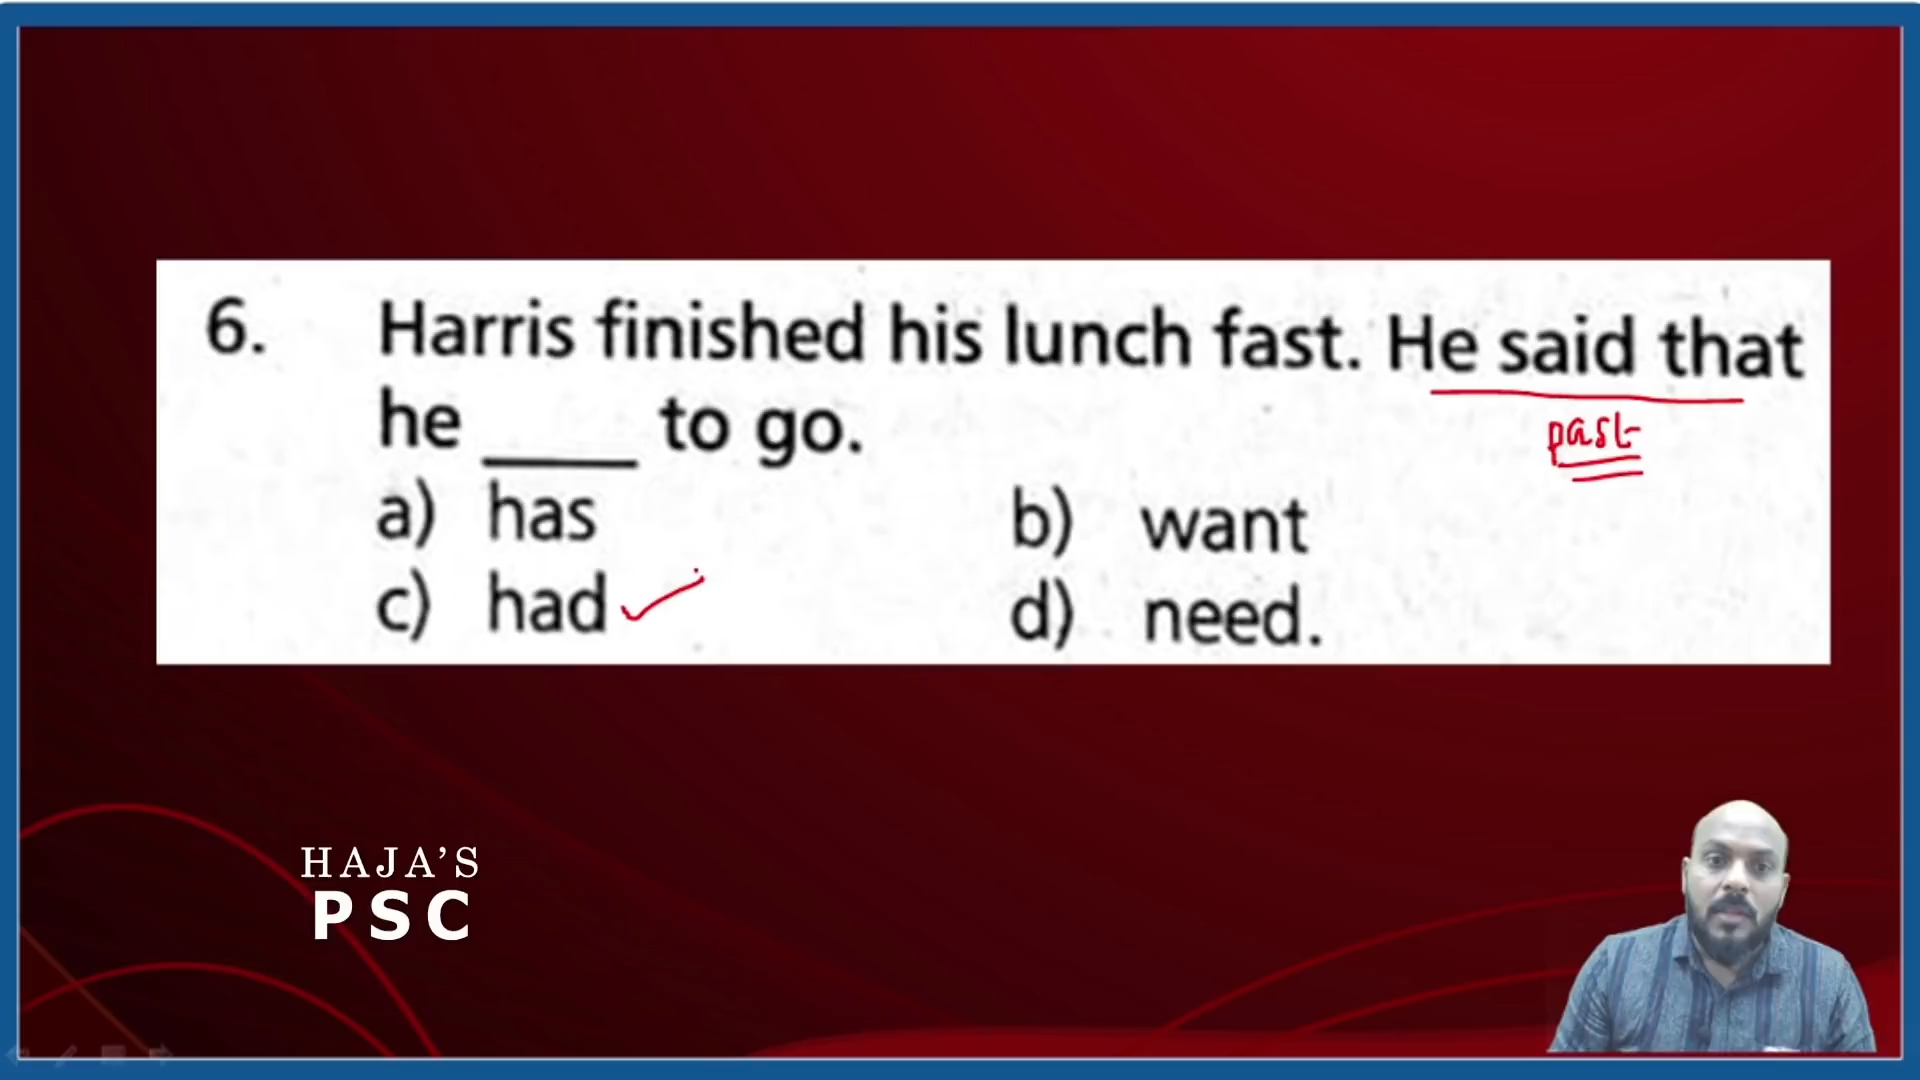 6. Harris finished his lunch fast. He said that
he ____ to go.
past
a) has b) want
c) had d) need.
HAJA'S
PSC